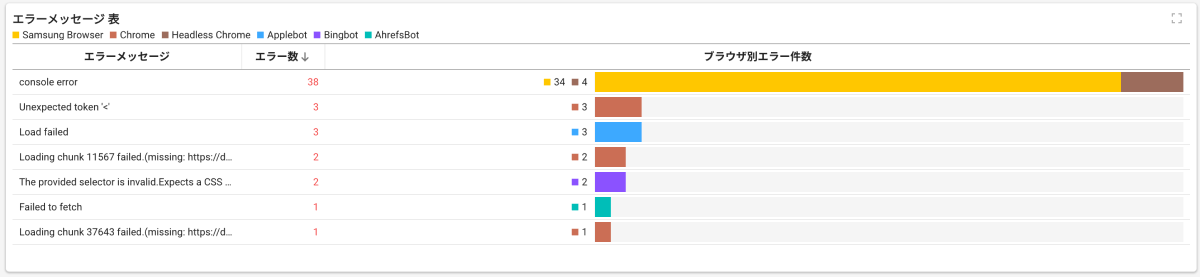 エラーメッセージ 表
Samsung Browser Chrome Headless Chrome Applebot Bingbot AhrefsBot
エラーメッセージ エラー数↓ ブラウザ別エラー件数
console error 38 34 4
Unexpected token '<' 3 3
Load failed 3 3
Loading chunk 11567 failed.(missing: https://d... 2 2
The provided selector is invalid.Expects a CSS ... 2 2
Failed to fetch 1 1
Loading chunk 37643 failed.(missing: https://d... 1 1